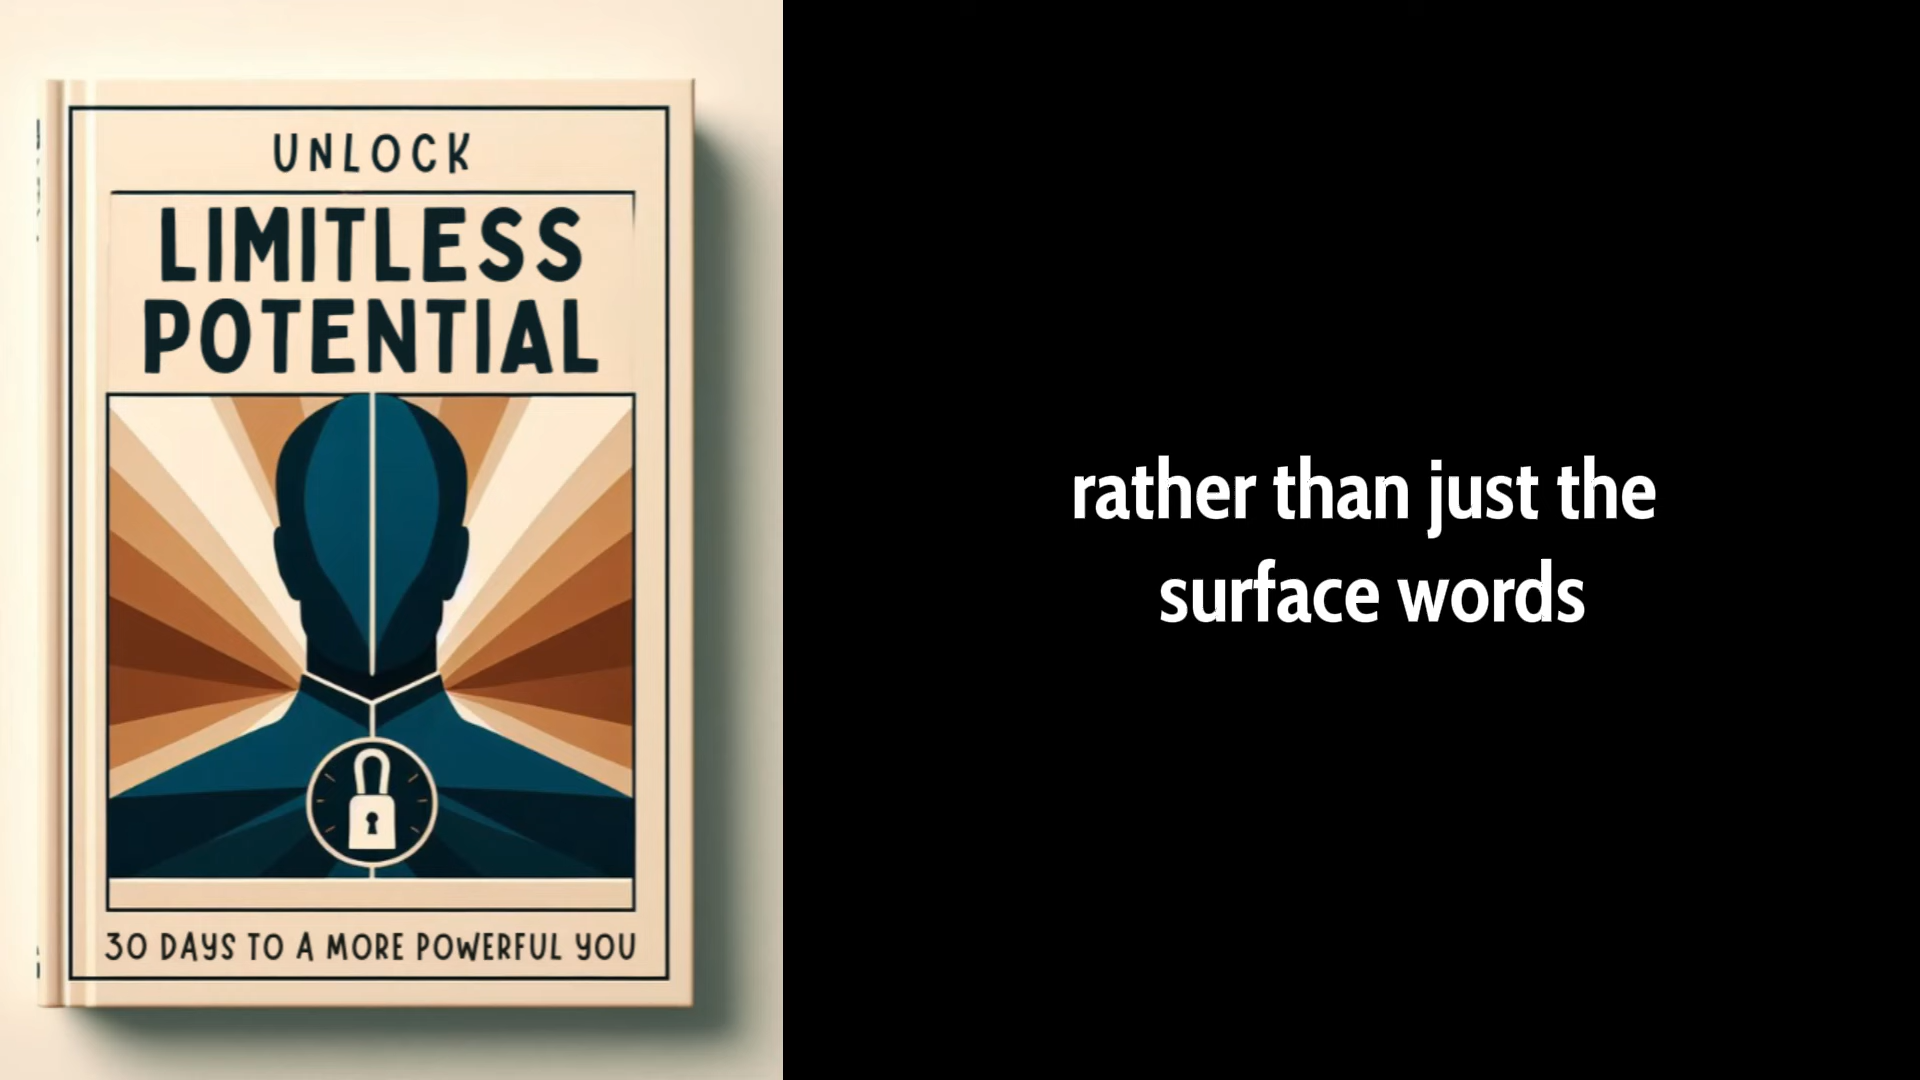 UNLOCK
LIMITLESS
POTENTIAL
30 DAYS TO A MORE POWERFUL YOU
rather than just the
surface words